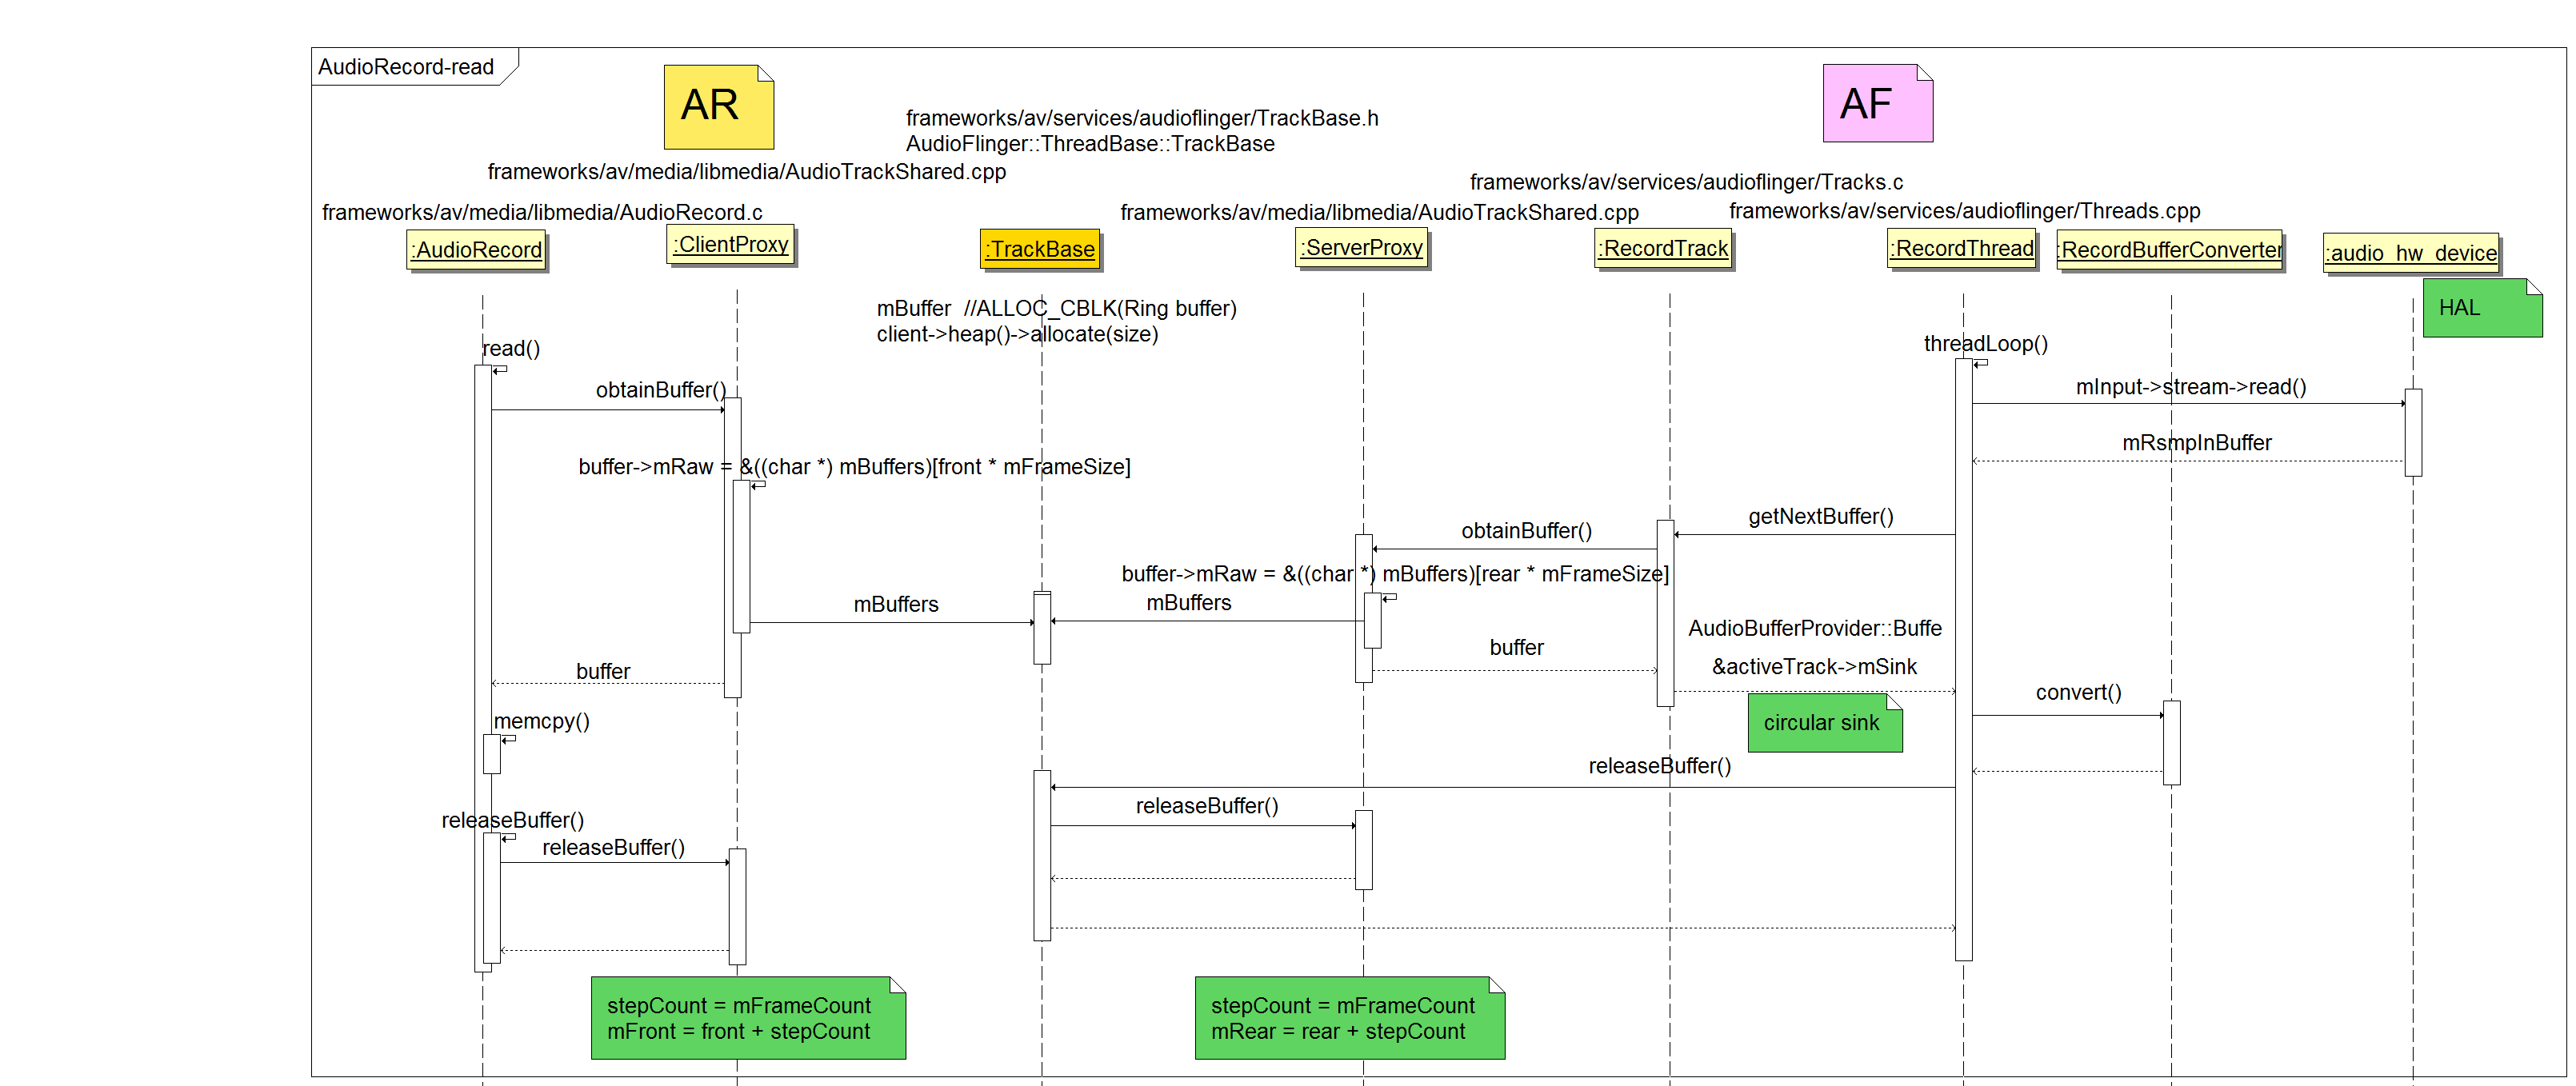 AudioRecord-read
AR
AF
frameworks/av/services/audioflinger/TrackBase.h
AudioFlinger::ThreadBase::TrackBase
frameworks/av/media/libmedia/AudioTrackShared.cpp
frameworks/av/services/audioflinger/Tracks.c
frameworks/av/media/libmedia/AudioRecord.c
frameworks/av/media/libmedia/AudioTrackShared.cpp
frameworks/av/services/audioflinger/Threads.cpp
:AudioRecord
:ClientProxy
:TrackBase
:ServerProxy
:RecordTrack
:RecordThread
:RecordBufferConverter
:audio_hw_device
HAL
mBuffer //ALLOC_CBLK(Ring buffer)
client->heap()->allocate(size)
read()
threadLoop()
obtainBuffer()
mInput->stream->read()
mRsmpInBuffer
buffer->mRaw = &((char *) mBuffers)[front * mFrameSize]
getNextBuffer()
obtainBuffer()
buffer->mRaw = &((char *) mBuffers)[rear * mFrameSize]
mBuffers
mBuffers
AudioBufferProvider::Buffe
buffer
&activeTrack->mSink
buffer
convert()
memcpy()
circular sink
releaseBuffer()
releaseBuffer()
releaseBuffer()
releaseBuffer()
stepCount = mFrameCount
mFront = front + stepCount
stepCount = mFrameCount
mRear = rear + stepCount